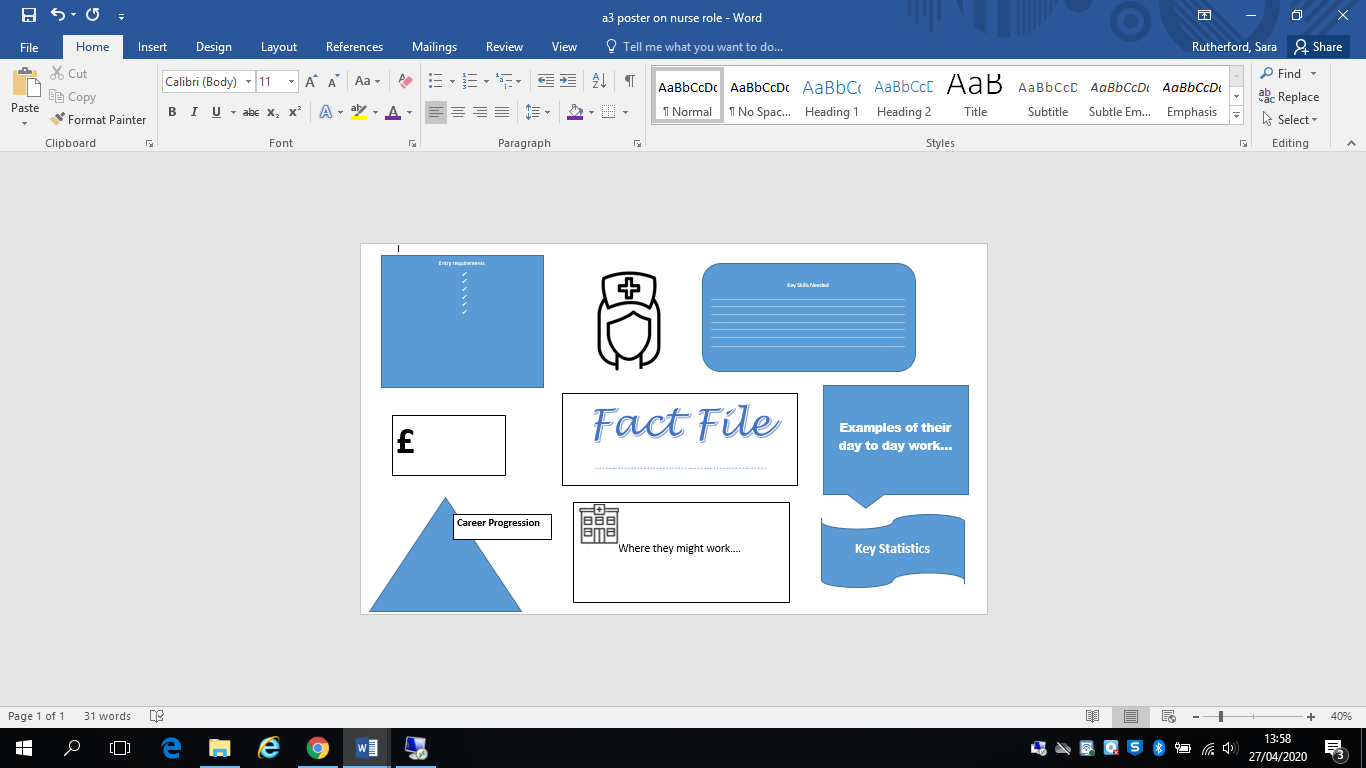 a3 poster on nurse role - Word
File Home Insert Design Layout References Mailings Review View Tell me what you want to do... Rutherford, Sara Share
Paste
Cut
Copy
Format Painter
Clipboard
Calibri (Body) 11 Aa
B I U abc X₂ X² A A
Font
Paragraph
AaBbCcDc AaBbCcDc AaBbCc AaBbCcD AaB AaBbCcD AaBbCcDc AaBbCcDc
¶ Normal ¶ No Spac... Heading 1 Heading 2 Title Subtitle Subtle Em... Emphasis
Styles
Find
Replace
Select
Editing
Entry requirements
Key Skills Needed
£
Fact File
Examples of their
day to day work...
Career Progression
Where they might work....
Key Statistics
Page 1 of 1 31 words
40%
13:58
27/04/2020
3